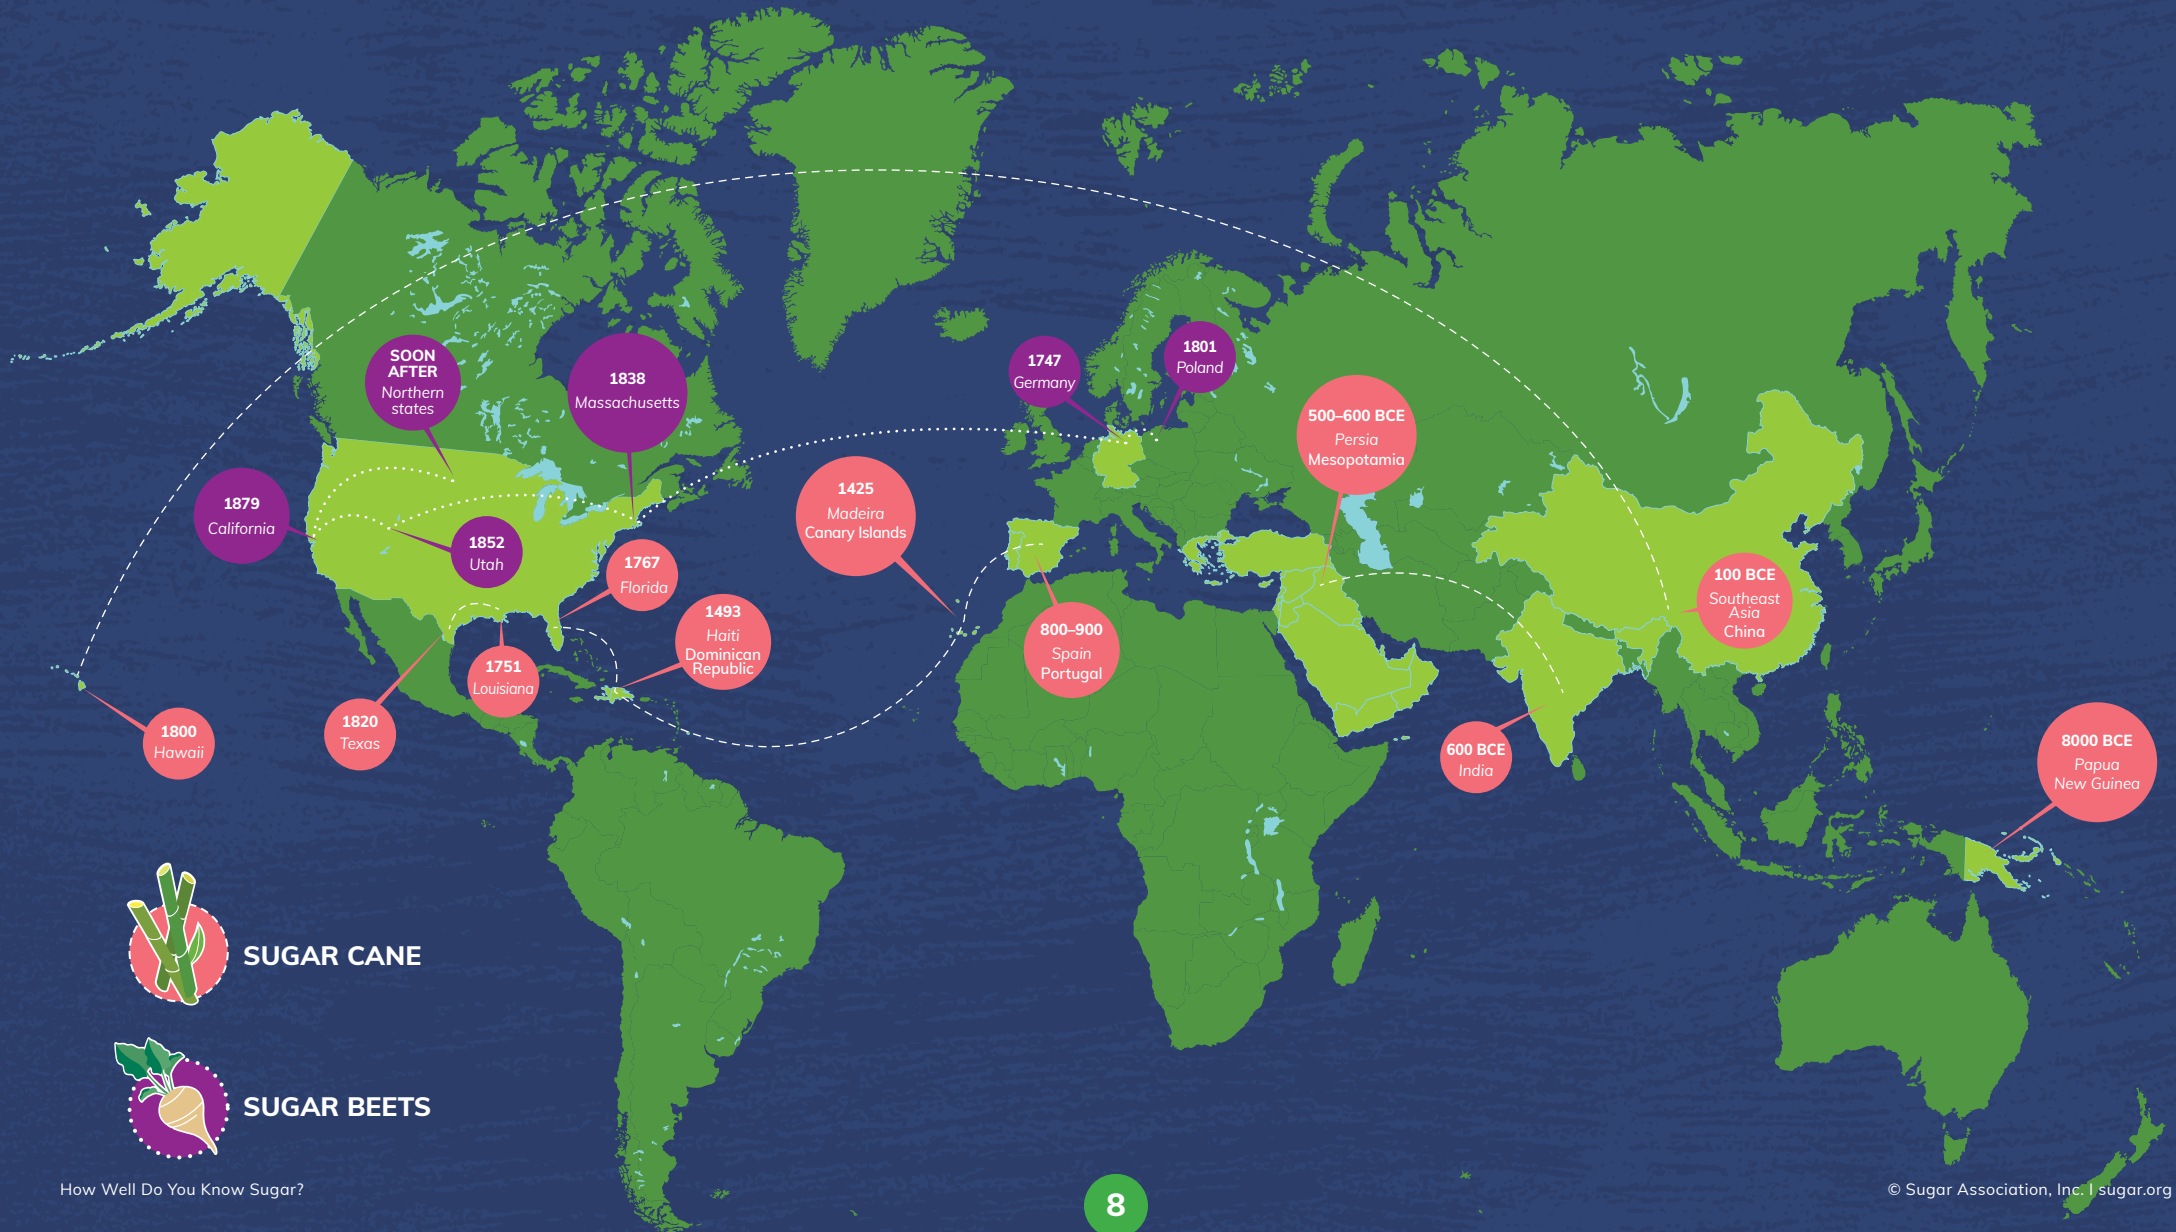 SOON
AFTER
Northern
states
1838
Massachusetts
1747
Germany
1801
Poland
500–600 BCE
Persia
Mesopotamia
1879
California
1852
Utah
1425
Madeira
Canary Islands
1767
Florida
100 BCE
Southeast
Asia
China
1493
Haiti
Dominican
Republic
800–900
Spain
Portugal
1751
Louisiana
1800
Hawaii
1820
Texas
600 BCE
India
8000 BCE
Papua
New Guinea
SUGAR CANE
SUGAR BEETS
How Well Do You Know Sugar?
8
© Sugar Association, Inc. | sugar.org